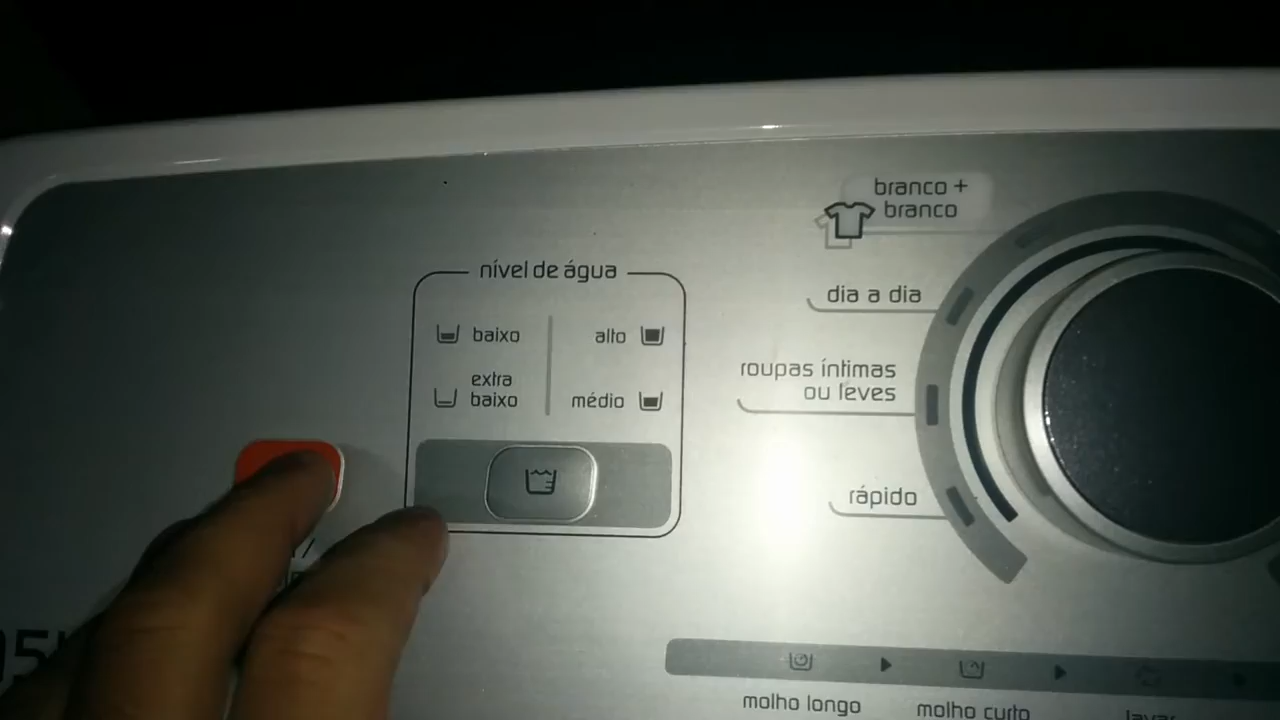 branco +
branco
nível de água
baixo
alto
extra
baixo
médio
dia a dia
roupas íntimas
ou leves
rápido
molho longo
molho curto
lavar